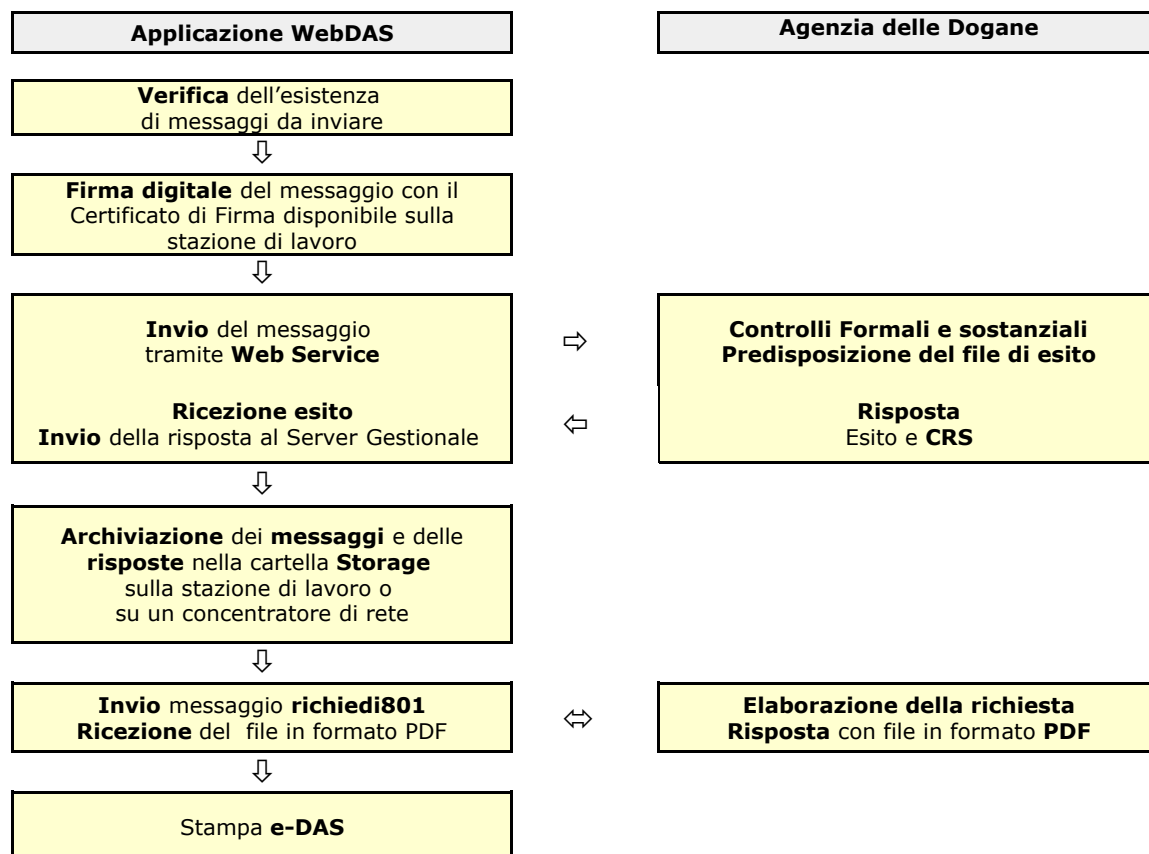 Applicazione WebDAS
Agenzia delle Dogane
Verifica dell’esistenza
di messaggi da inviare
Firma digitale del messaggio con il
Certificato di Firma disponibile sulla
stazione di lavoro
Invio del messaggio
tramite Web Service
Controlli Formali e sostanziali
Predisposizione del file di esito
Ricezione esito
Invio della risposta al Server Gestionale
Risposta
Esito e CRS
Archiviazione dei messaggi e delle
risposte nella cartella Storage
sulla stazione di lavoro o
su un concentratore di rete
Invio messaggio richiedi801
Ricezione del file in formato PDF
Elaborazione della richiesta
Risposta con file in formato PDF
Stampa e-DAS